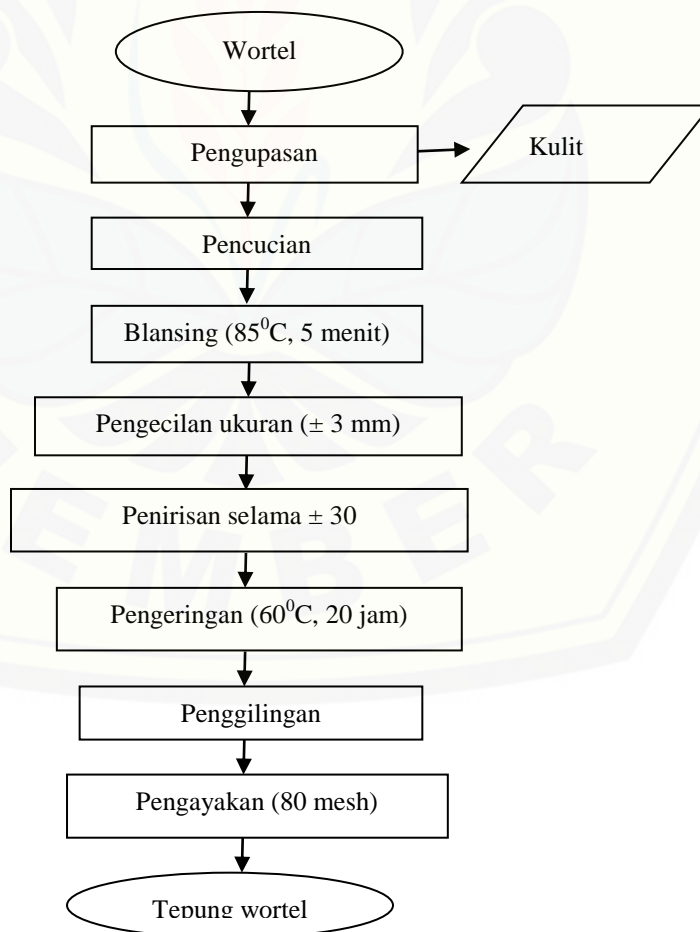 Wortel
Pengupasan
Kulit
Pencucian
Blansing (85⁰C, 5 menit)
Pengecilan ukuran (± 3 mm)
Penirisan selama ± 30
Pengeringan (60⁰C, 20 jam)
Penggilingan
Pengayakan (80 mesh)
Tepung wortel
EMBER